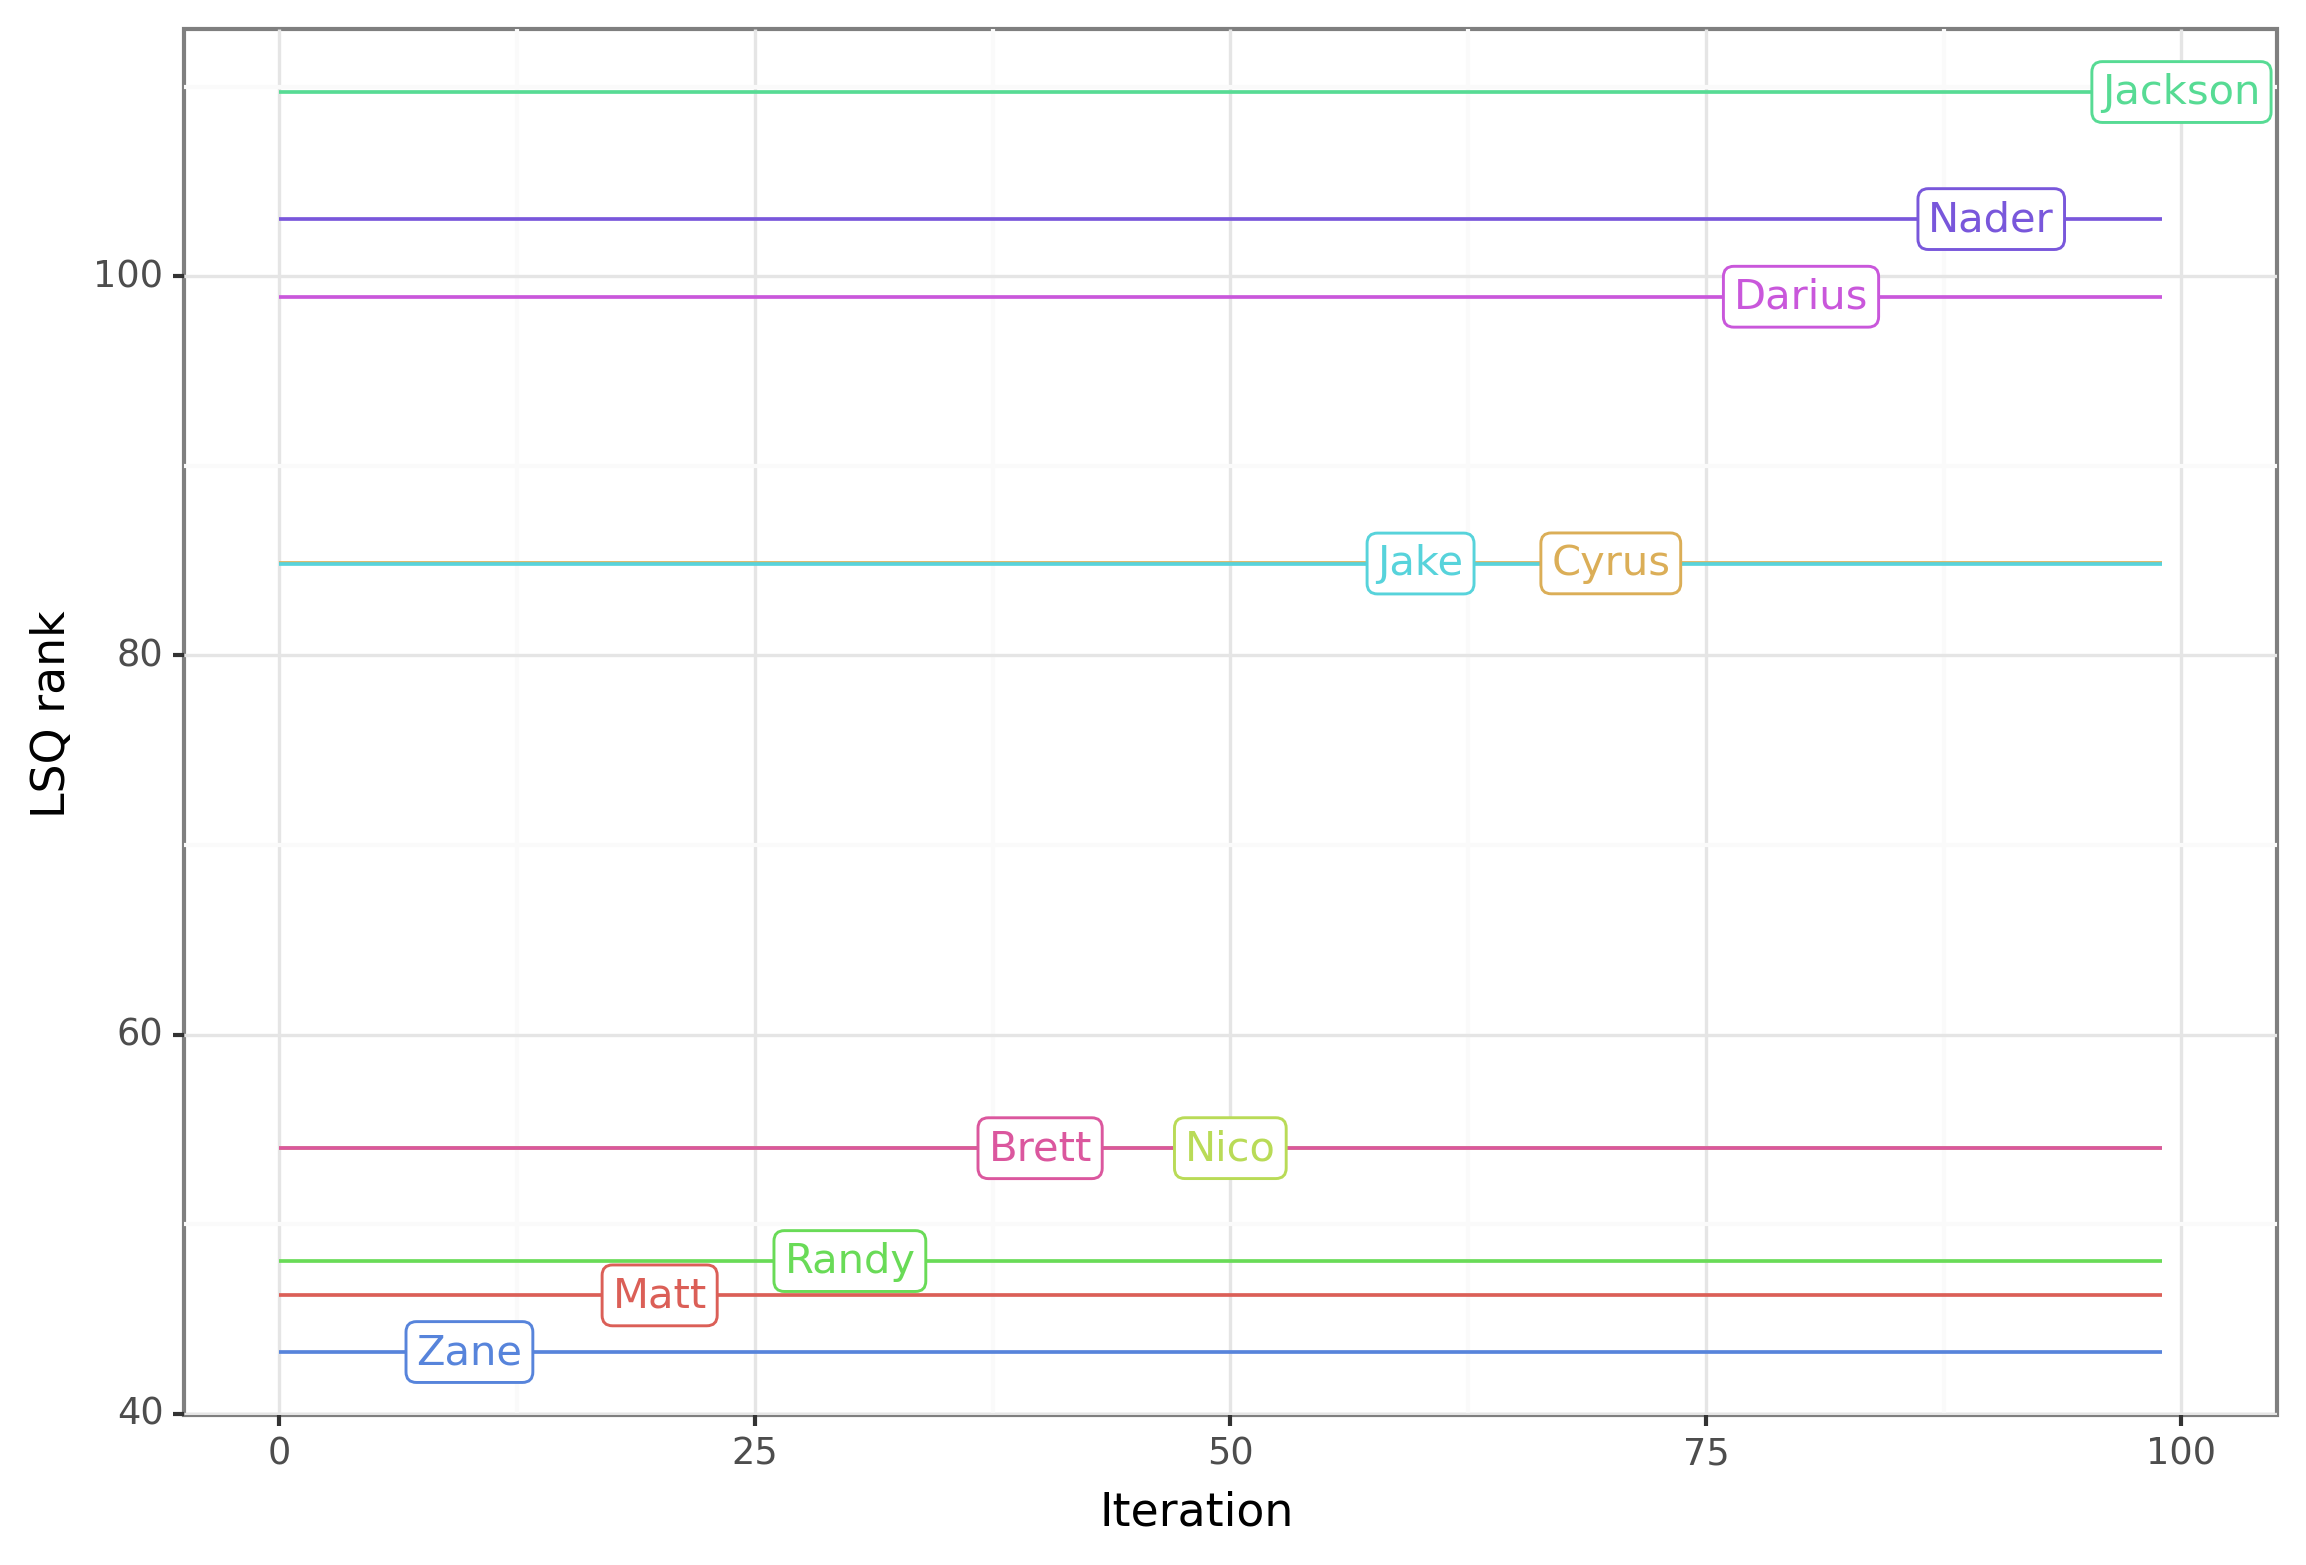 Jackson
Nader
100
Darius
Jake
Cyrus
80
LSQ rank
60
Brett
Nico
Randy
Matt
Zane
40
0 25 50 75 100
Iteration